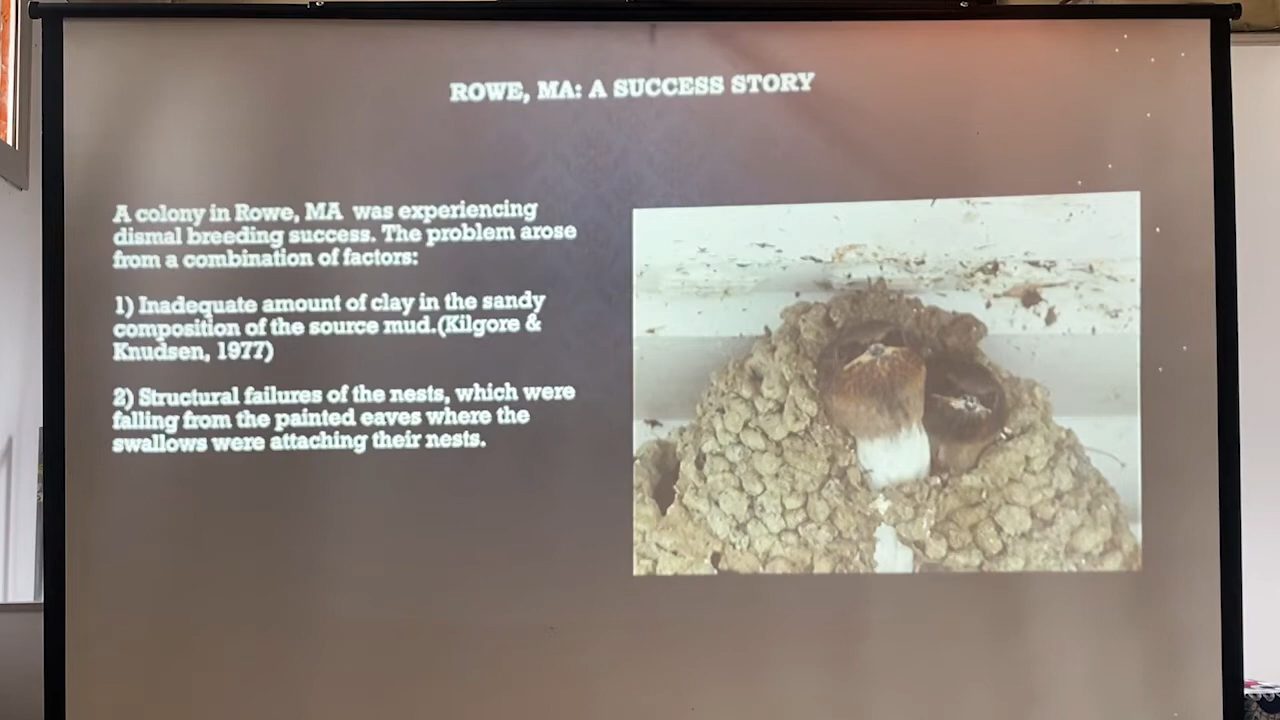 ROWE, MA: A SUCCESS STORY
A colony in Rowe, MA was experiencing
dismal breeding success. The problem arose
from a combination of factors:
1) Inadequate amount of clay in the sandy
composition of the source mud.(Kilgore &
Knudsen, 1977)
2) Structural failures of the nests, which were
falling from the painted eaves where the
swallows were attaching their nests.